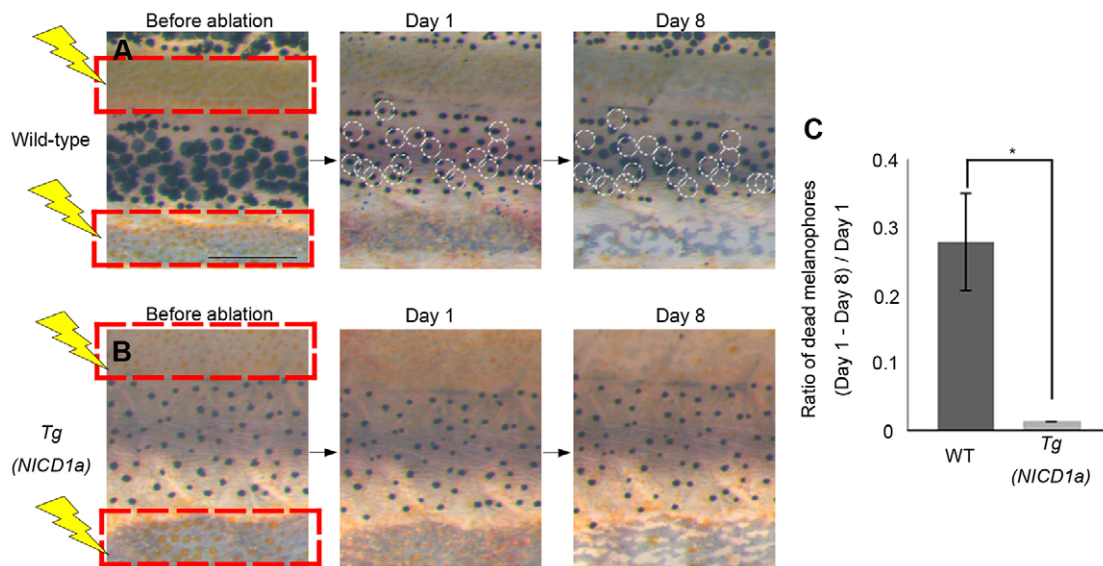 Before ablation
Day 1
Day 8
A
Wild-type
Before ablation
Day 1
Day 8
B
Tg
(NICD1a)
C
Ratio of dead melanophores
(Day 1 - Day 8) / Day 1
0.4
0.3
0.2
0.1
0
*
WT
Tg
(NICD1a)